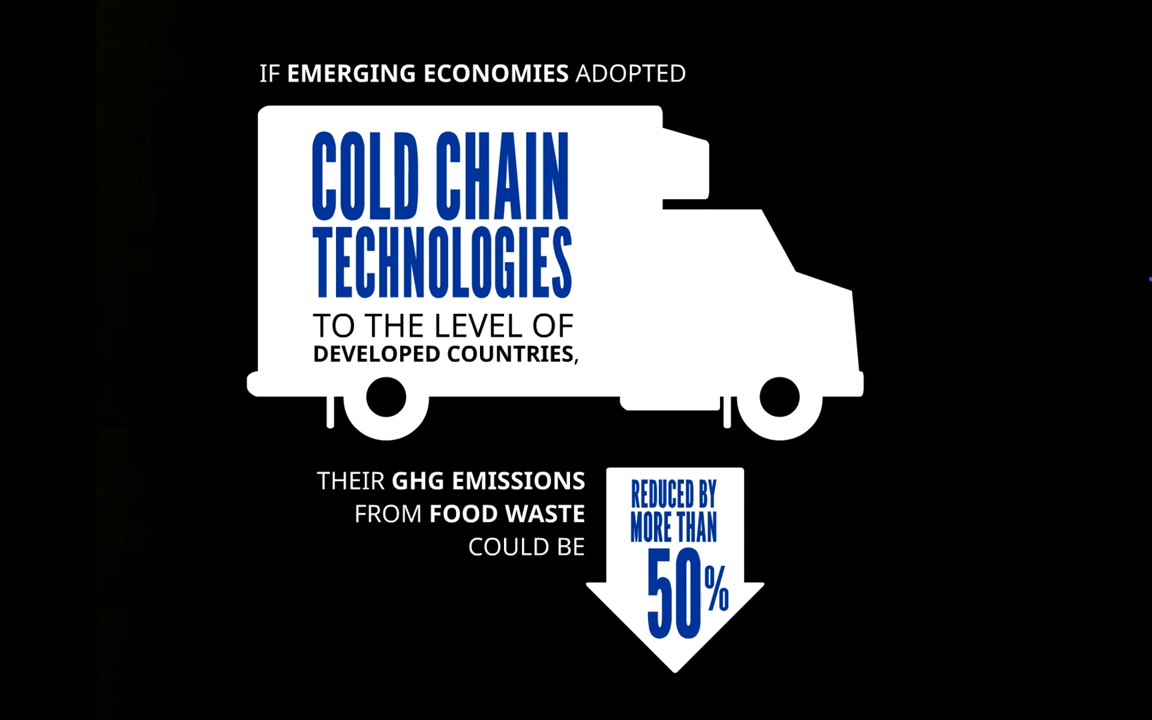 IF EMERGING ECONOMIES ADOPTED
COLD CHAIN
TECHNOLOGIES
TO THE LEVEL OF
DEVELOPED COUNTRIES,
THEIR GHG EMISSIONS
FROM FOOD WASTE
COULD BE
REDUCED BY
MORE THAN
50%